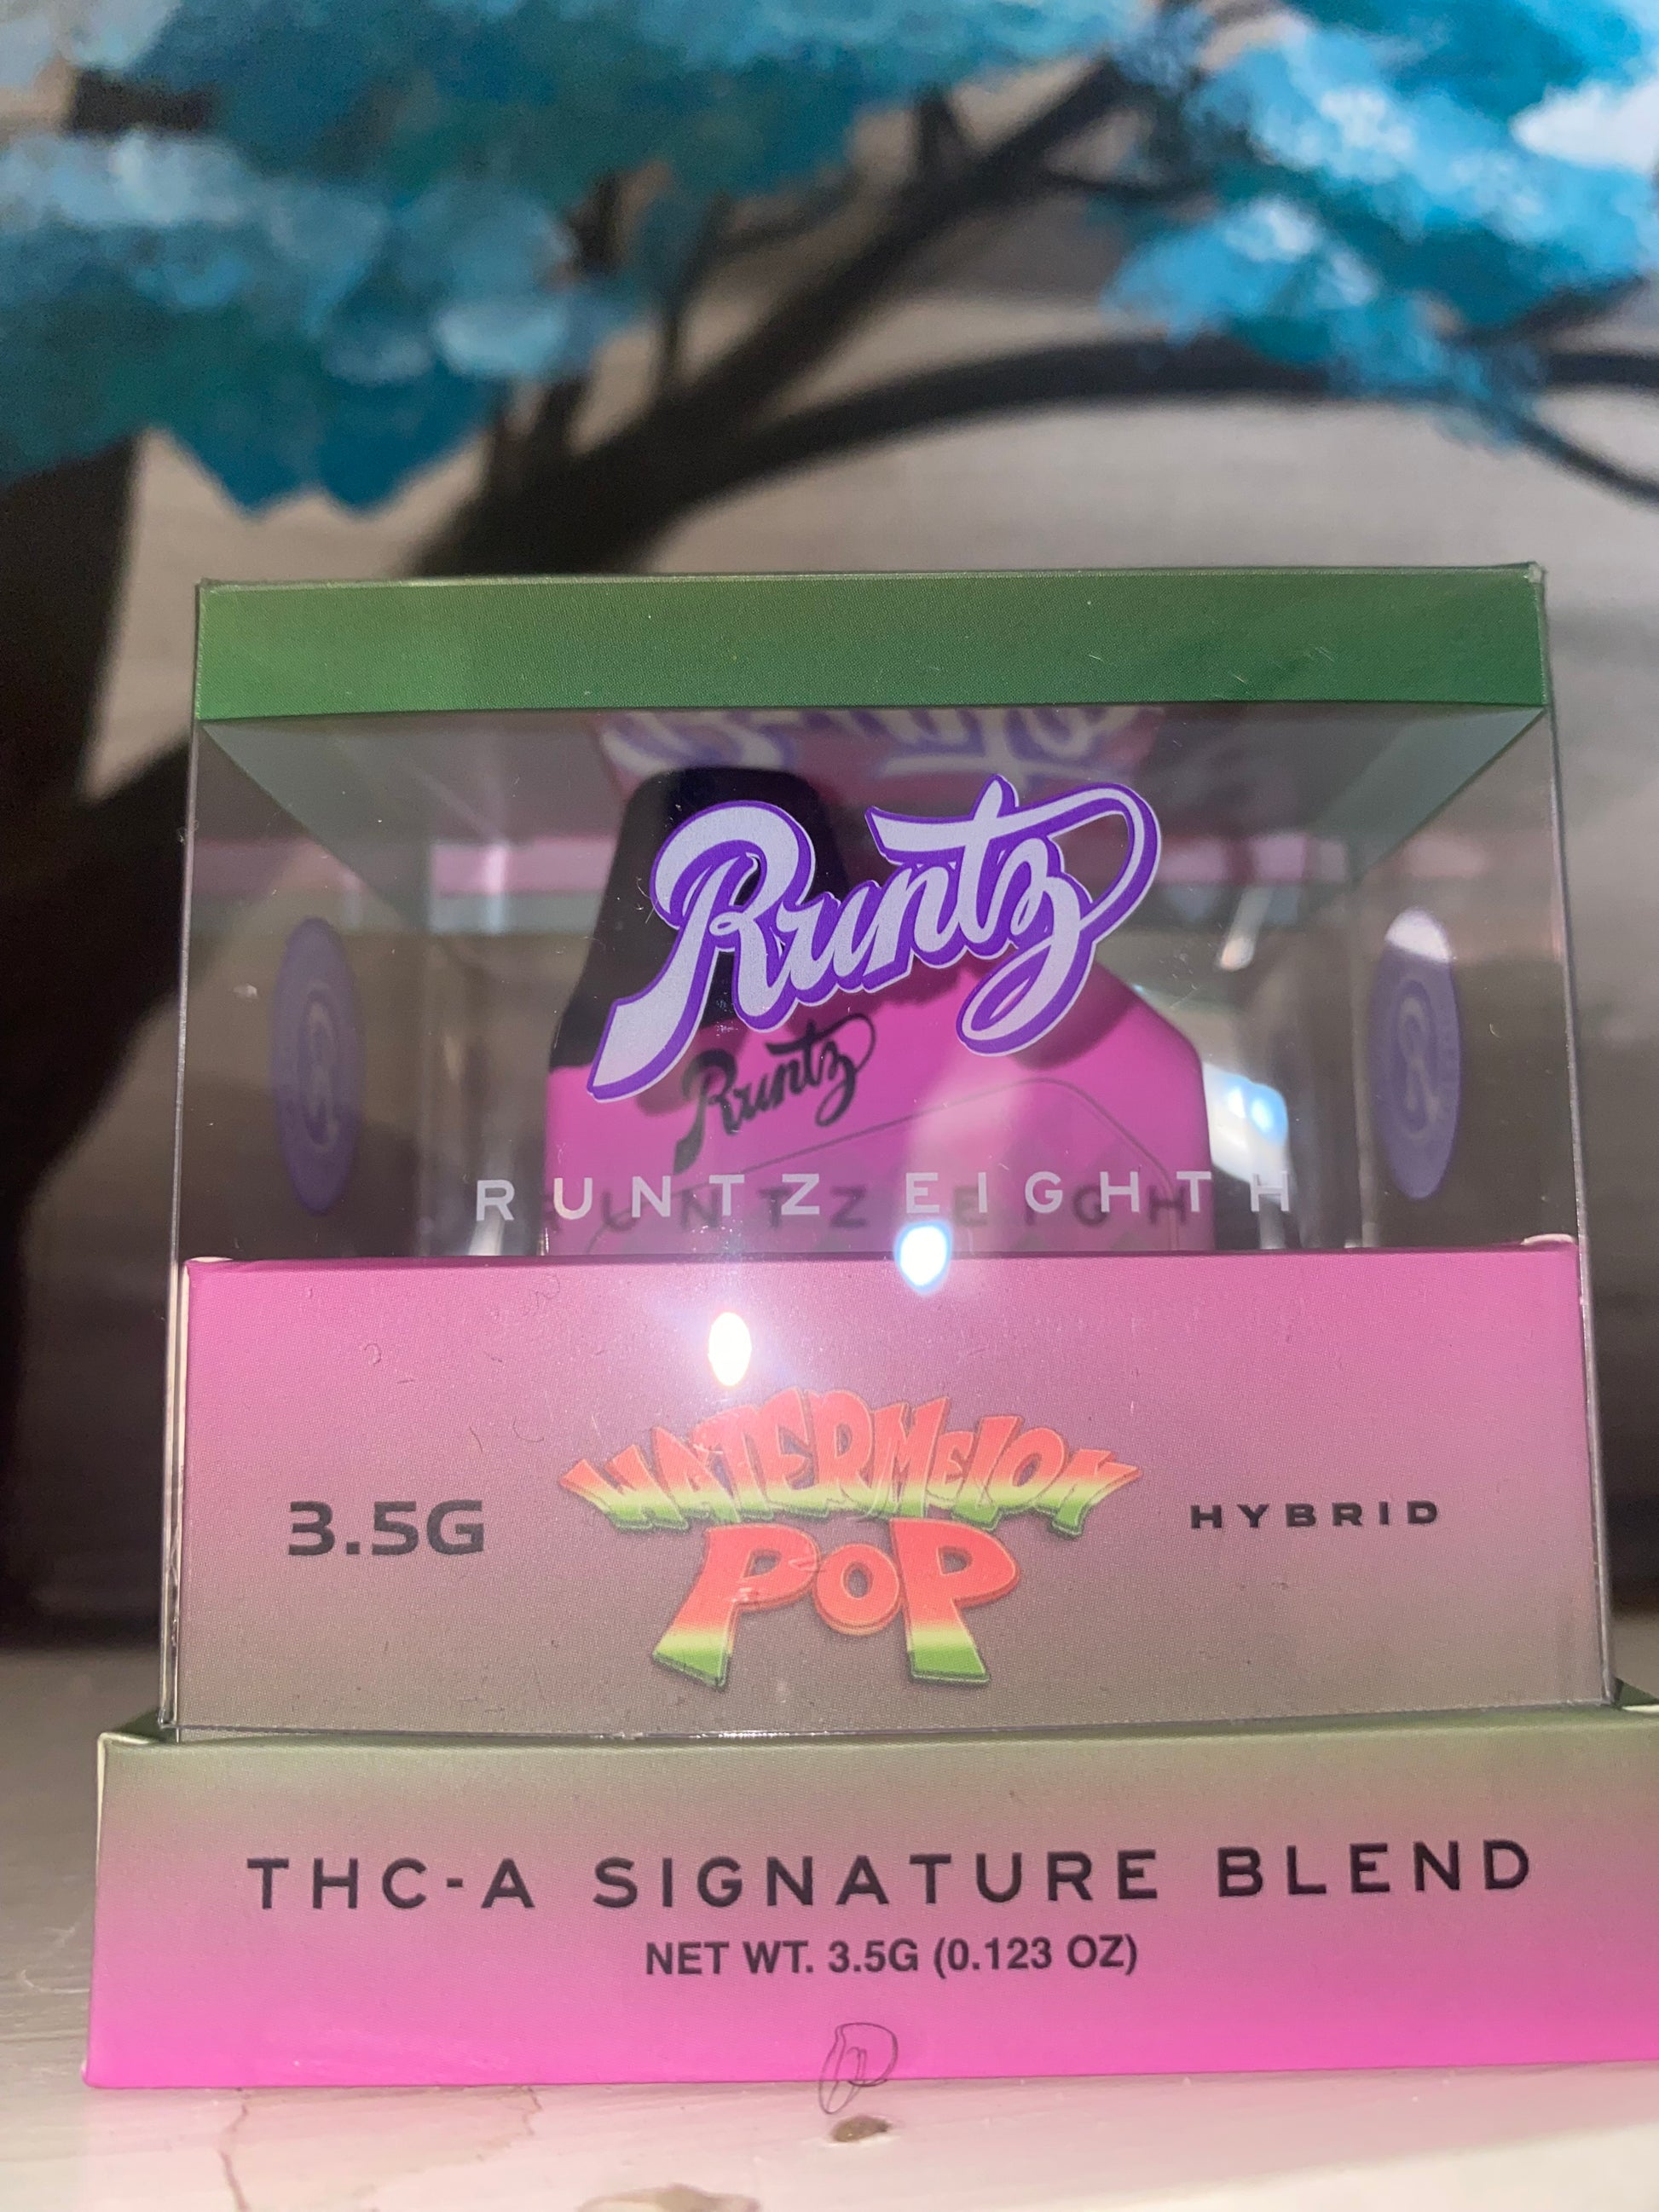 Runtz
Runtz
RUNTZ EIGHTH
3.5G
WATERMELON
POP
HYBRID
THC-A SIGNATURE BLEND
NET WT. 3.5G (0.123 OZ)